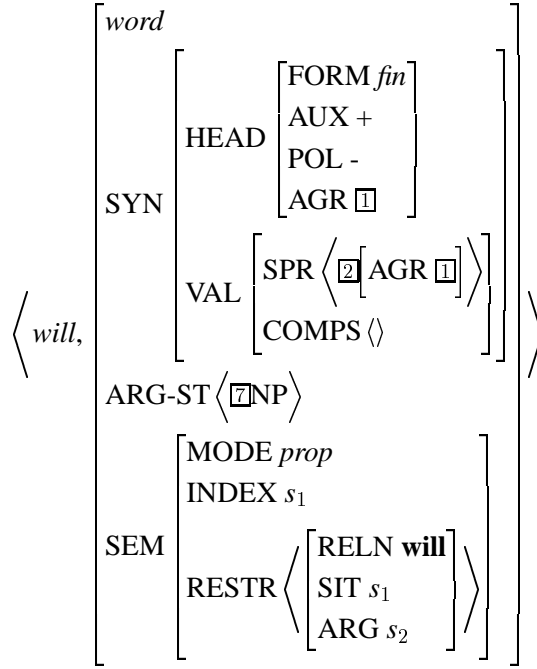 word
FORM fin
AUX +
HEAD
POL -
AGR 1
SYN
SPR ⟨ 2 [ AGR 1 ] ⟩
VAL
COMPS ⟨⟩
⟨ will,
ARG-ST ⟨ 7 NP ⟩
MODE prop
INDEX s1
SEM
RELN will
RESTR ⟨ SIT s1 ⟩
ARG s2